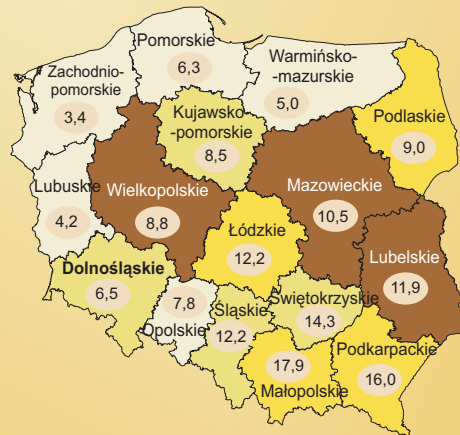 Pomorskie
6,3
Warmińsko-
-mazurskie
5,0
Zachodnio-
pomorskie
3,4
Kujawsko-
-pomorskie
8,5
Podlaskie
9,0
Lubuskie
4,2
Wielkopolskie
8,8
Mazowieckie
10,5
Łódzkie
12,2
Lubelskie
11,9
Dolnośląskie
6,5
7,8
Opolskie
Śląskie
12,2
Świętokrzyskie
14,3
17,9
Małopolskie
Podkarpackie
16,0